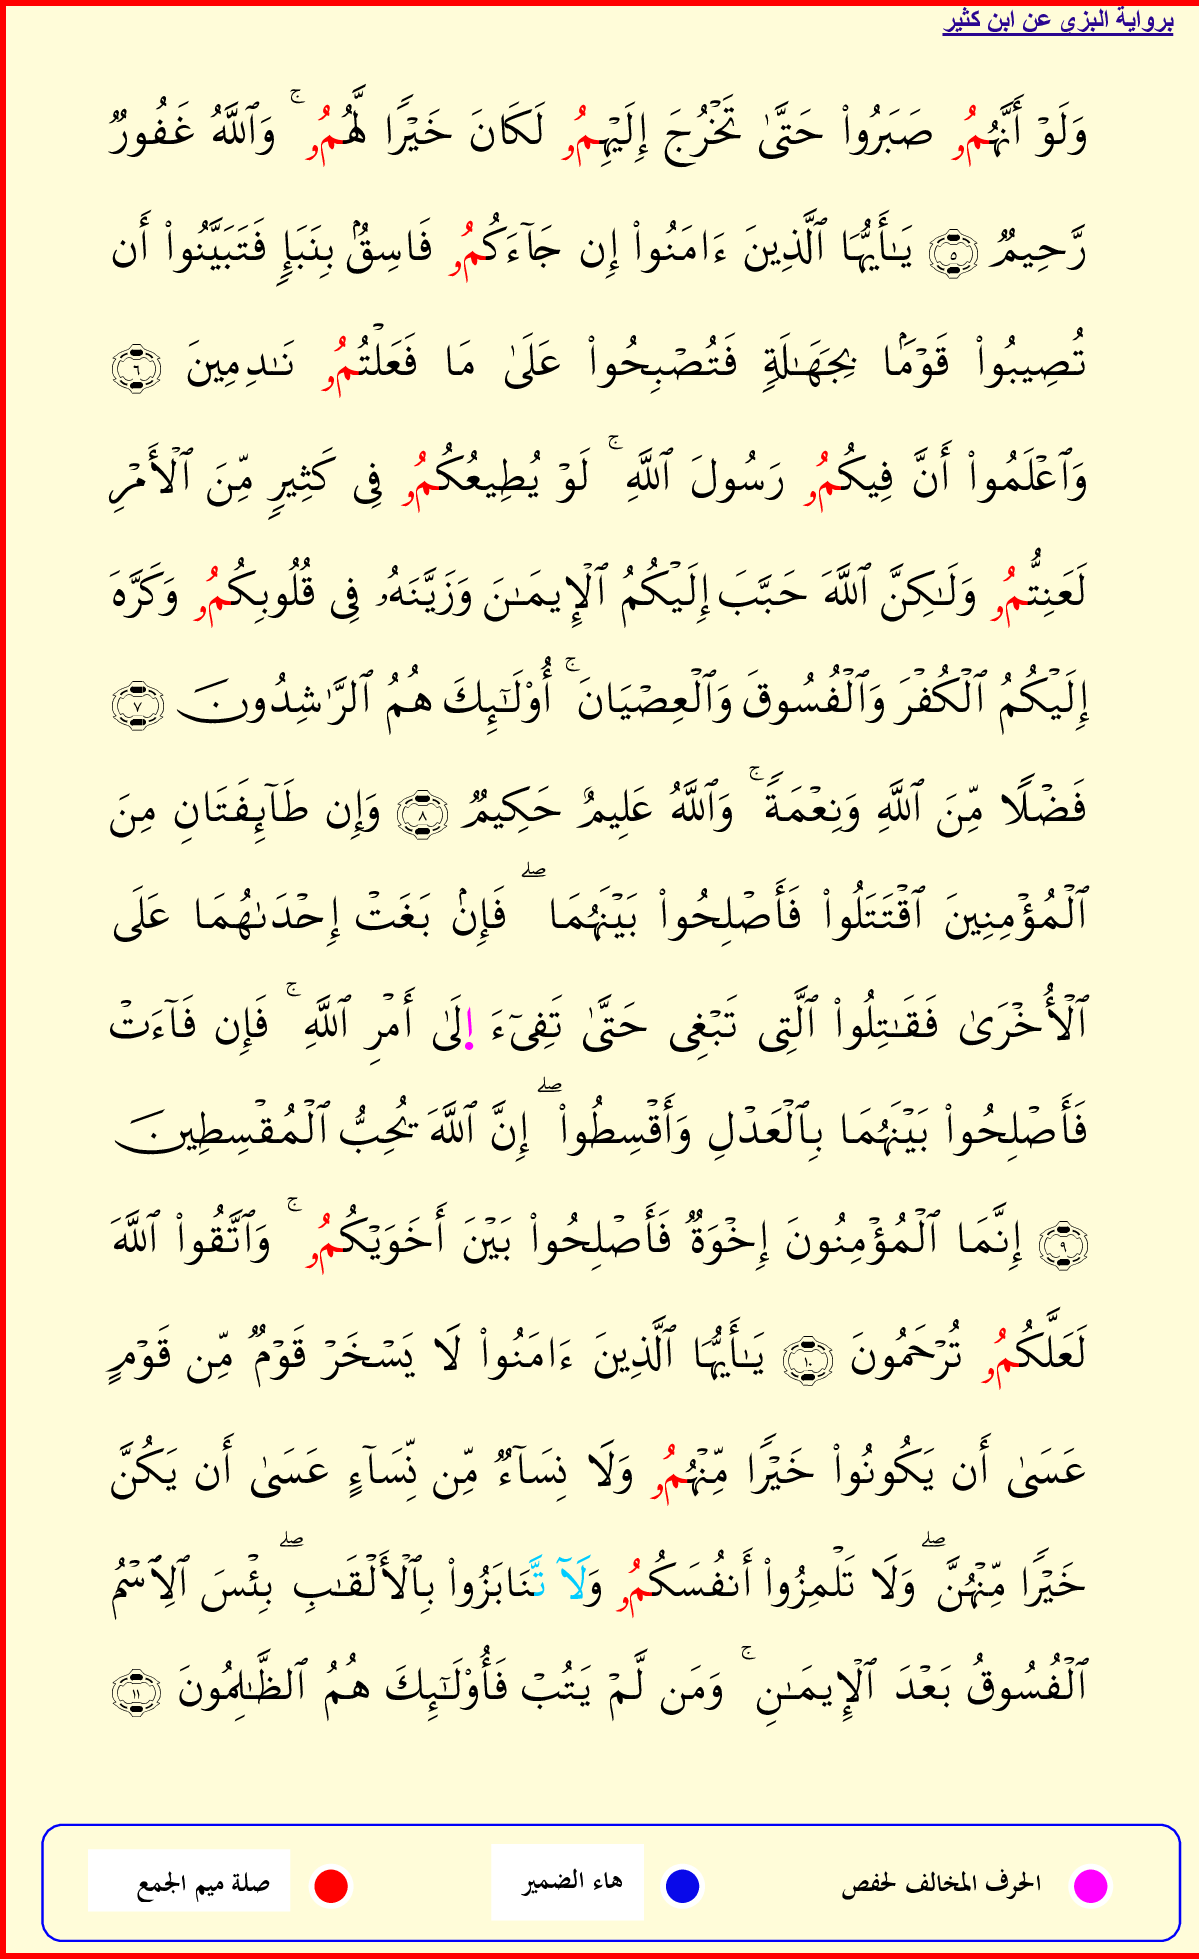 برواية البزي عن ابن كثير
وَلَوۡ أَنَّهُمُۥ صَبَرُواْ حَتَّىٰ تَخۡرُجَ إِلَيۡهِمُۥ لَكَانَ خَيۡرٗا لَّهُمُۥۚ وَٱللَّهُ غَفُورٞ
رَّحِيمٞ ٥ يَـٰٓأَيُّهَا ٱلَّذِينَ ءَامَنُواْ إِن جَآءَكُمُۥ فَاسِقُۢ بِنَبَإٖ فَتَبَيَّنُواْ أَن
تُصِيبُواْ قَوۡمَۢا بِجَهَـٰلَةٖ فَتُصۡبِحُواْ عَلَىٰ مَا فَعَلۡتُمُۥ نَـٰدِمِينَ ٦
وَٱعۡلَمُواْ أَنَّ فِيكُمُۥ رَسُولَ ٱللَّهِۚ لَوۡ يُطِيعُكُمُۥ فِي كَثِيرٖ مِّنَ ٱلۡأَمۡرِ
لَعَنِتُّمُۥ وَلَـٰكِنَّ ٱللَّهَ حَبَّبَ إِلَيۡكُمُ ٱلۡإِيمَـٰنَ وَزَيَّنَهُۥ فِي قُلُوبِكُمُۥ وَكَرَّهَ
إِلَيۡكُمُ ٱلۡكُفۡرَ وَٱلۡفُسُوقَ وَٱلۡعِصۡيَانَۚ أُوْلَـٰٓئِكَ هُمُ ٱلرَّٰشِدُونَ ٧
فَضۡلٗا مِّنَ ٱللَّهِ وَنِعۡمَةٗۚ وَٱللَّهُ عَلِيمٌ حَكِيمٞ ٨ وَإِن طَآئِفَتَانِ مِنَ
ٱلۡمُؤۡمِنِينَ ٱقۡتَتَلُواْ فَأَصۡلِحُواْ بَيۡنَهُمَاۖ فَإِنۢ بَغَتۡ إِحۡدَىٰهُمَا عَلَى
ٱلۡأُخۡرَىٰ فَقَـٰتِلُواْ ٱلَّتِي تَبۡغِي حَتَّىٰ تَفِيٓءَ اِلَىٰ أَمۡرِ ٱللَّهِۚ فَإِن فَآءَتۡ
فَأَصۡلِحُواْ بَيۡنَهُمَا بِٱلۡعَدۡلِ وَأَقۡسِطُوٓاْۖ إِنَّ ٱللَّهَ يُحِبُّ ٱلۡمُقۡسِطِينَ
٩ إِنَّمَا ٱلۡمُؤۡمِنُونَ إِخۡوَةٞ فَأَصۡلِحُواْ بَيۡنَ أَخَوَيۡكُمُۥۚ وَٱتَّقُواْ ٱللَّهَ
لَعَلَّكُمُۥ تُرۡحَمُونَ ١٠ يَـٰٓأَيُّهَا ٱلَّذِينَ ءَامَنُواْ لَا يَسۡخَرۡ قَوۡمٞ مِّن قَوۡمٍ
عَسَىٰ أَن يَكُونُواْ خَيۡرٗا مِّنۡهُمُۥ وَلَا نِسَآءٞ مِّن نِّسَآءٍ عَسَىٰ أَن يَكُنَّ
خَيۡرٗا مِّنۡهُنَّۖ وَلَا تَلۡمِزُواْ أَنفُسَكُمُۥ وَلَآ تَّنَابَزُواْ بِٱلۡأَلۡقَـٰبِۖ بِئۡسَ ٱلِٱسۡمُ
ٱلۡفُسُوقُ بَعۡدَ ٱلۡإِيمَـٰنِۚ وَمَن لَّمۡ يَتُبۡ فَأُوْلَـٰٓئِكَ هُمُ ٱلظَّـٰلِمُونَ ١١
الحرف المخالف لحفص
هاء الضمير
صلة ميم الجمع